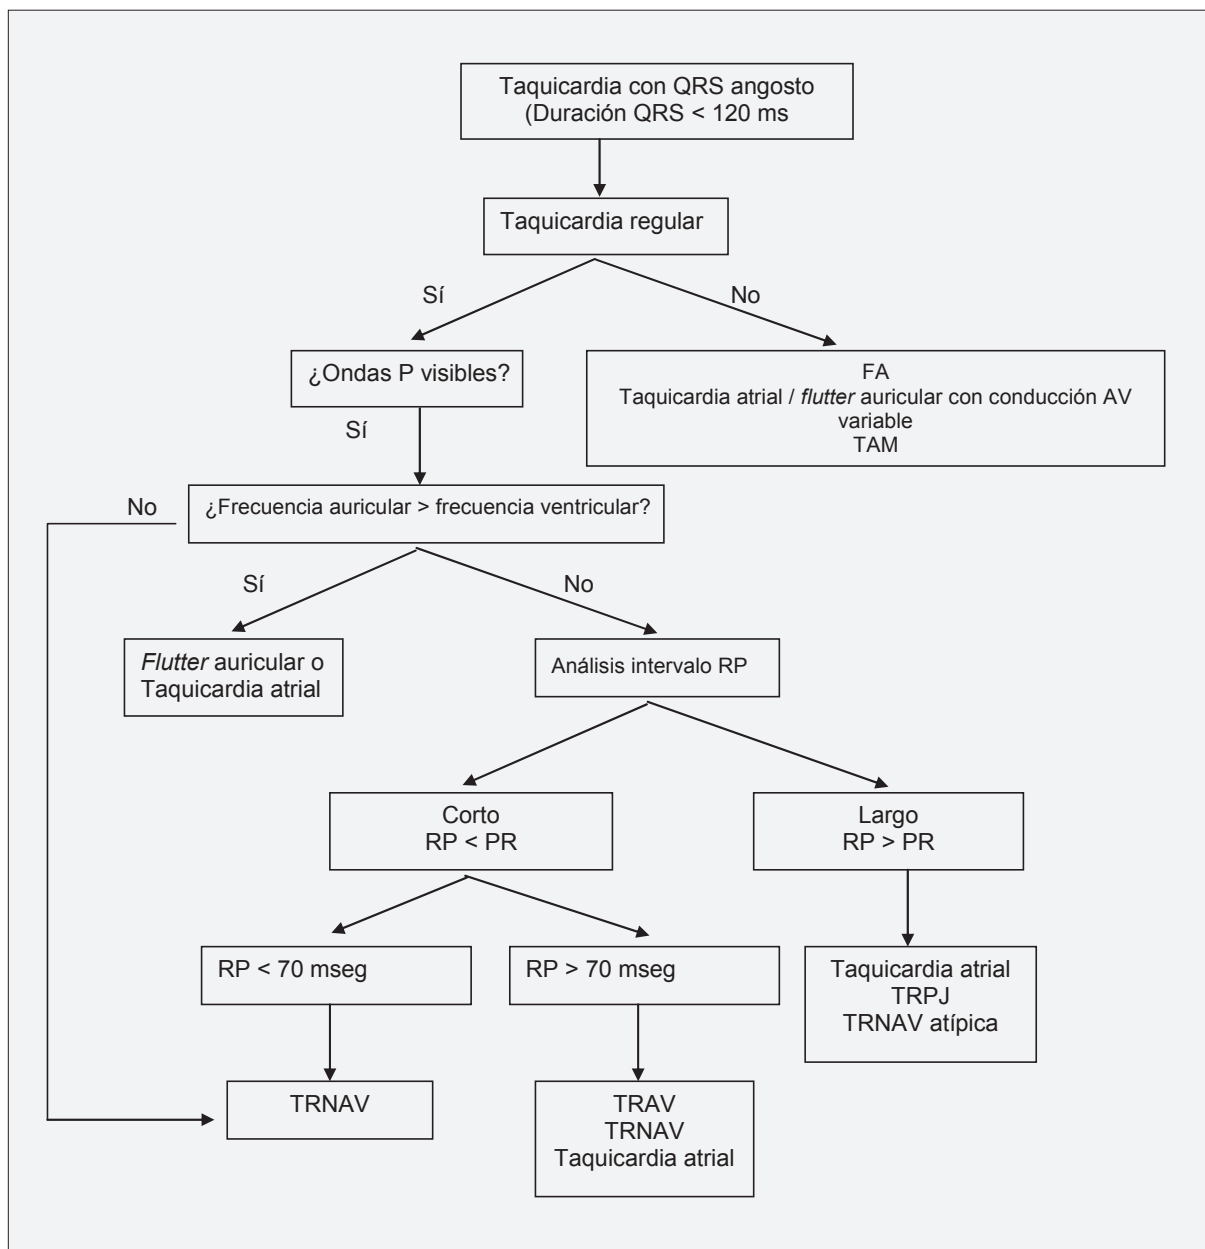 Taquicardia con QRS angosto
(Duración QRS < 120 ms
Taquicardia regular
Sí
No
¿Ondas P visibles?
FA
Taquicardia atrial / flutter auricular con conducción AV
variable
TAM
Sí
No
¿Frecuencia auricular > frecuencia ventricular?
Sí
No
Flutter auricular o
Taquicardia atrial
Análisis intervalo RP
Corto
RP < PR
Largo
RP > PR
RP < 70 mseg
RP > 70 mseg
Taquicardia atrial
TRPJ
TRNAV atípica
TRNAV
TRAV
TRNAV
Taquicardia atrial